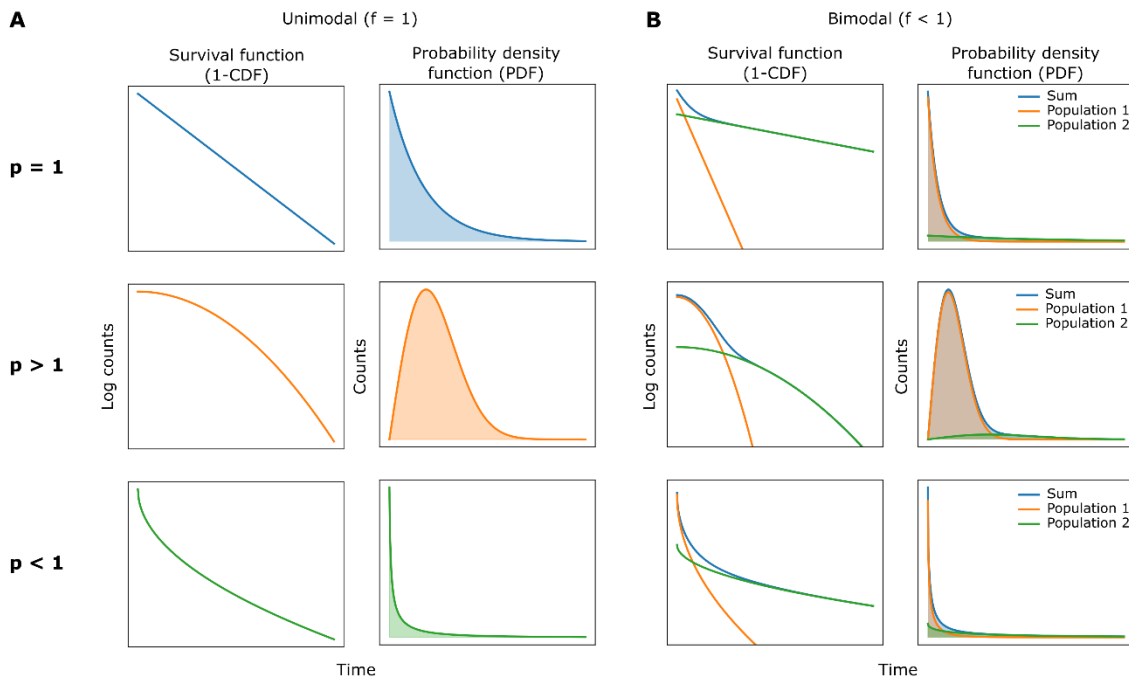 A
Unimodal (f = 1)
Survival function
(1-CDF)
Probability density
function (PDF)
B
Bimodal (f < 1)
Survival function
(1-CDF)
Probability density
function (PDF)
p = 1
Sum
Population 1
Population 2
p > 1
Log counts
Counts
Log counts
Counts
Sum
Population 1
Population 2
p < 1
Sum
Population 1
Population 2
Time
Time